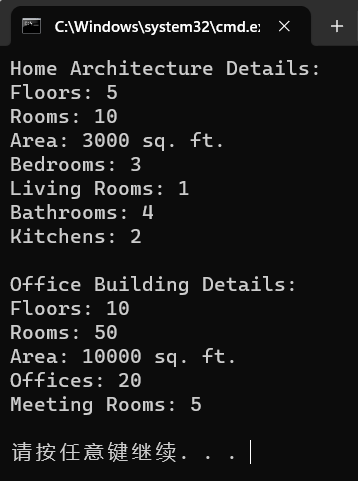 C:\Windows\system32\cmd.e
Home Architecture Details:
Floors: 5
Rooms: 10
Area: 3000 sq. ft.
Bedrooms: 3
Living Rooms: 1
Bathrooms: 4
Kitchens: 2
Office Building Details:
Floors: 10
Rooms: 50
Area: 10000 sq. ft.
Offices: 20
Meeting Rooms: 5
请按任意键继续. . .